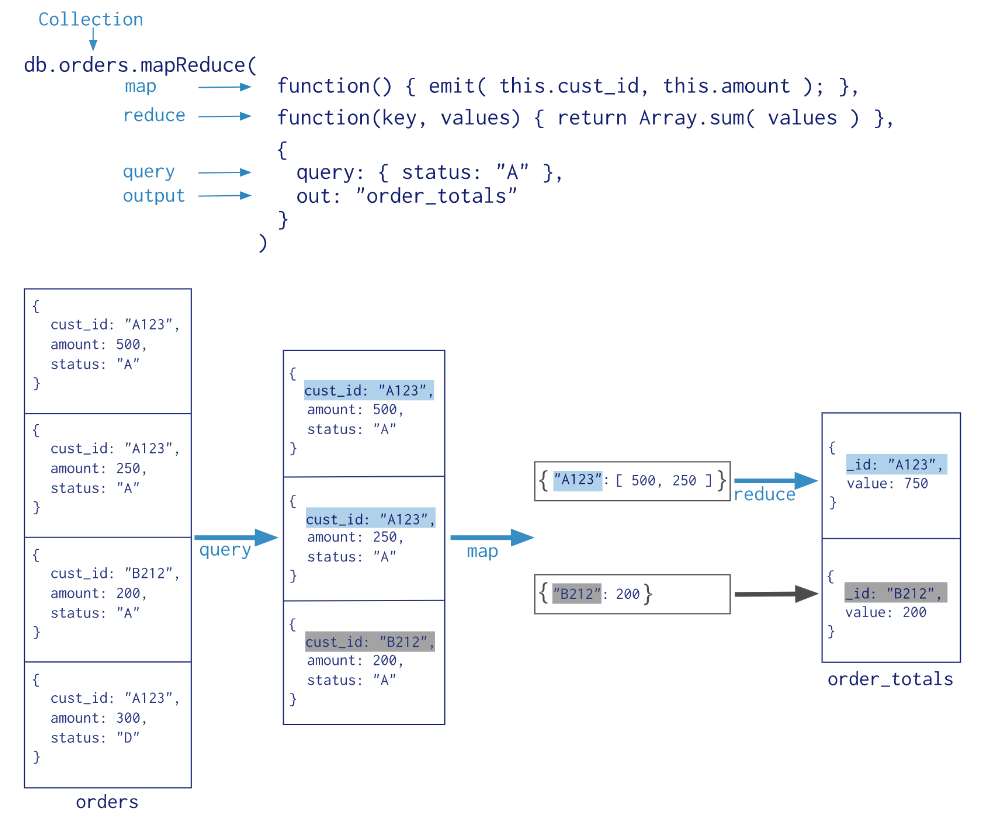 Collection
db.orders.mapReduce(
map function() { emit( this.cust_id, this.amount ); },
reduce function(key, values) { return Array.sum( values ) },
{
query query: { status: "A" },
output out: "order_totals"
}
)
{
cust_id: "A123",
amount: 500,
status: "A"
}
{
cust_id: "A123",
amount: 250,
status: "A"
}
{
cust_id: "B212",
amount: 200,
status: "A"
}
{
cust_id: "A123",
amount: 300,
status: "D"
}
orders
query
{
cust_id: "A123",
amount: 500,
status: "A"
}
{
cust_id: "A123",
amount: 250,
status: "A"
}
{
cust_id: "B212",
amount: 200,
status: "A"
}
map
{ "A123": [ 500, 250 ] }
reduce
{ "B212": 200 }
{
_id: "A123",
value: 750
}
{
_id: "B212",
value: 200
}
order_totals